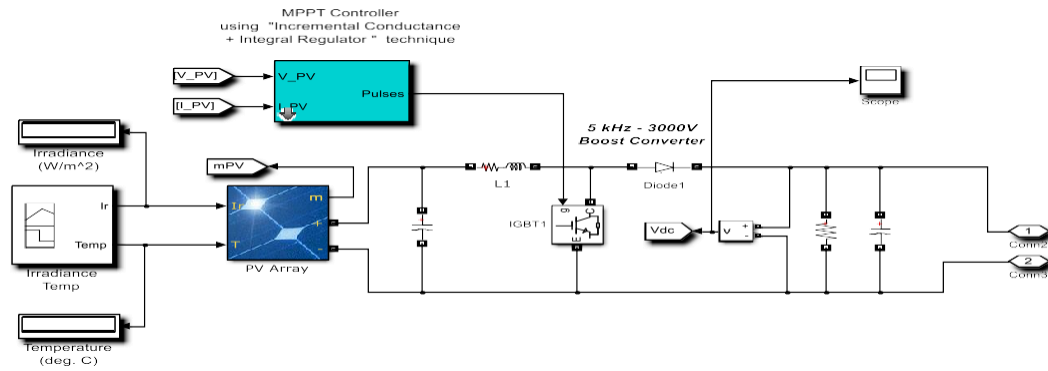 MPPT Controller
using "Incremental Conductance
+ Integral Regulator " technique
[V_PV]
V_PV
[I_PV]
I_PV
Pulses
Scope
5 kHz - 3000V
Boost Converter
Irradiance
(W/m^2)
mPV
L1
Diode1
Ir
Ir
m
g
C
IGBT1
E
+
-
Vdc
v
+
-
Temp
T
PV Array
Irradiance
Temp
1
Conn2
2
Conn3
Temperature
(deg. C)